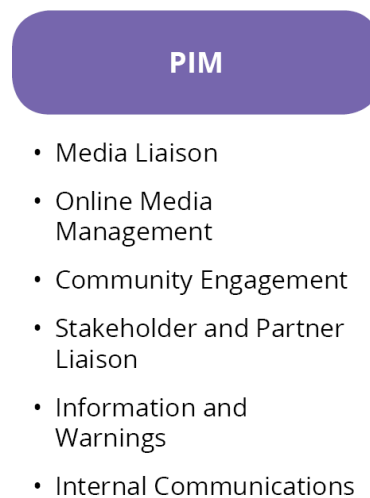 PIM
• Media Liaison
• Online Media
Management
• Community Engagement
• Stakeholder and Partner
Liaison
• Information and
Warnings
• Internal Communications